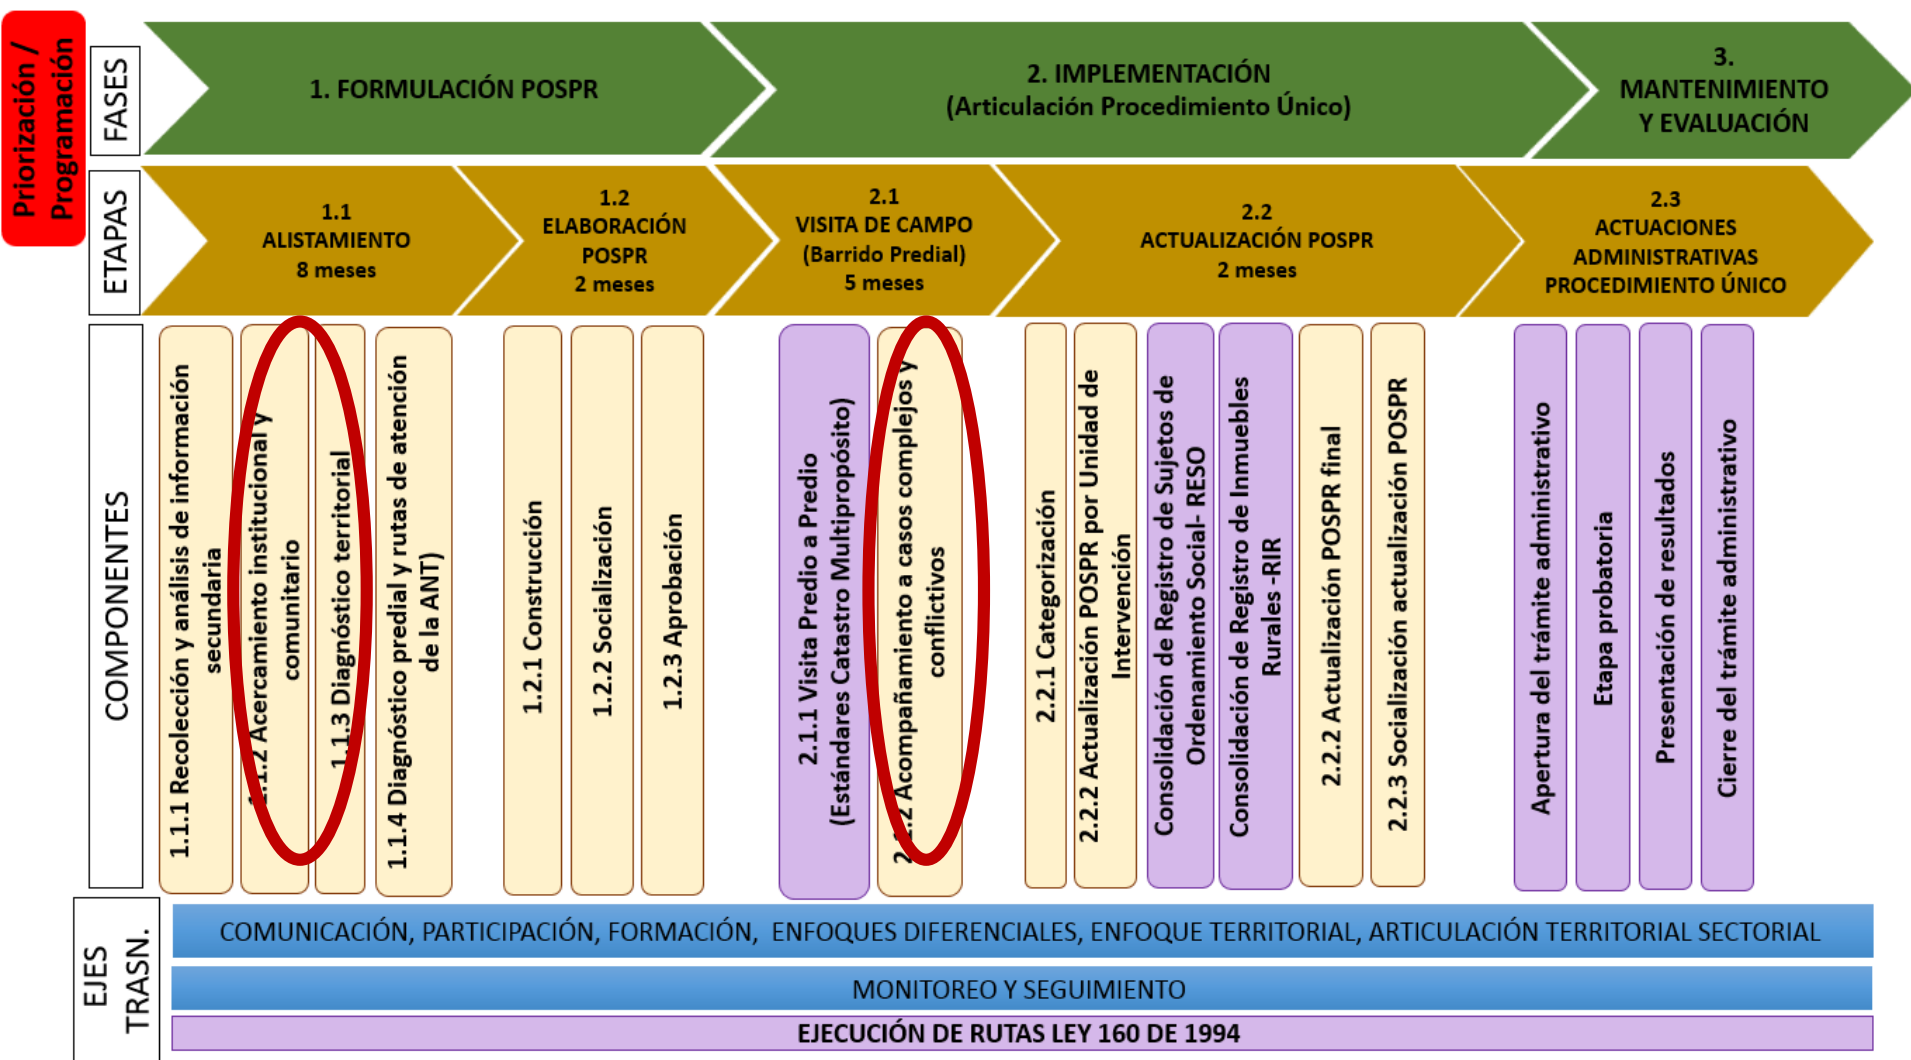 Priorización /
Programación
FASES
1. FORMULACIÓN POSPR
2. IMPLEMENTACIÓN
(Articulación Procedimiento Único)
3.
MANTENIMIENTO
Y EVALUACIÓN
ETAPAS
1.1
ALISTAMIENTO
8 meses
1.2
ELABORACIÓN
POSPR
2 meses
2.1
VISITA DE CAMPO
(Barrido Predial)
5 meses
2.2
ACTUALIZACIÓN POSPR
2 meses
2.3
ACTUACIONES
ADMINISTRATIVAS
PROCEDIMIENTO ÚNICO
COMPONENTES
1.1.1 Recolección y análisis de información
secundaria
1.1.2 Acercamiento institucional y
comunitario
1.1.3 Diagnóstico territorial
1.1.4 Diagnóstico predial y rutas de atención
de la ANT)
1.2.1 Construcción
1.2.2 Socialización
1.2.3 Aprobación
2.1.1 Visita Predio a Predio
(Estándares Catastro Multipropósito)
2.1.2 Acompañamiento a casos complejos y
conflictivos
2.2.1 Categorización
2.2.2 Actualización POSPR por Unidad de
Intervención
Consolidación de Registro de Sujetos de
Ordenamiento Social- RESO
Consolidación de Registro de Inmuebles
Rurales -RIR
2.2.2 Actualización POSPR final
2.2.3 Socialización actualización POSPR
Apertura del trámite administrativo
Etapa probatoria
Presentación de resultados
Cierre del trámite administrativo
EJES
TRASN.
COMUNICACIÓN, PARTICIPACIÓN, FORMACIÓN, ENFOQUES DIFERENCIALES, ENFOQUE TERRITORIAL, ARTICULACIÓN TERRITORIAL SECTORIAL
MONITOREO Y SEGUIMIENTO
EJECUCIÓN DE RUTAS LEY 160 DE 1994